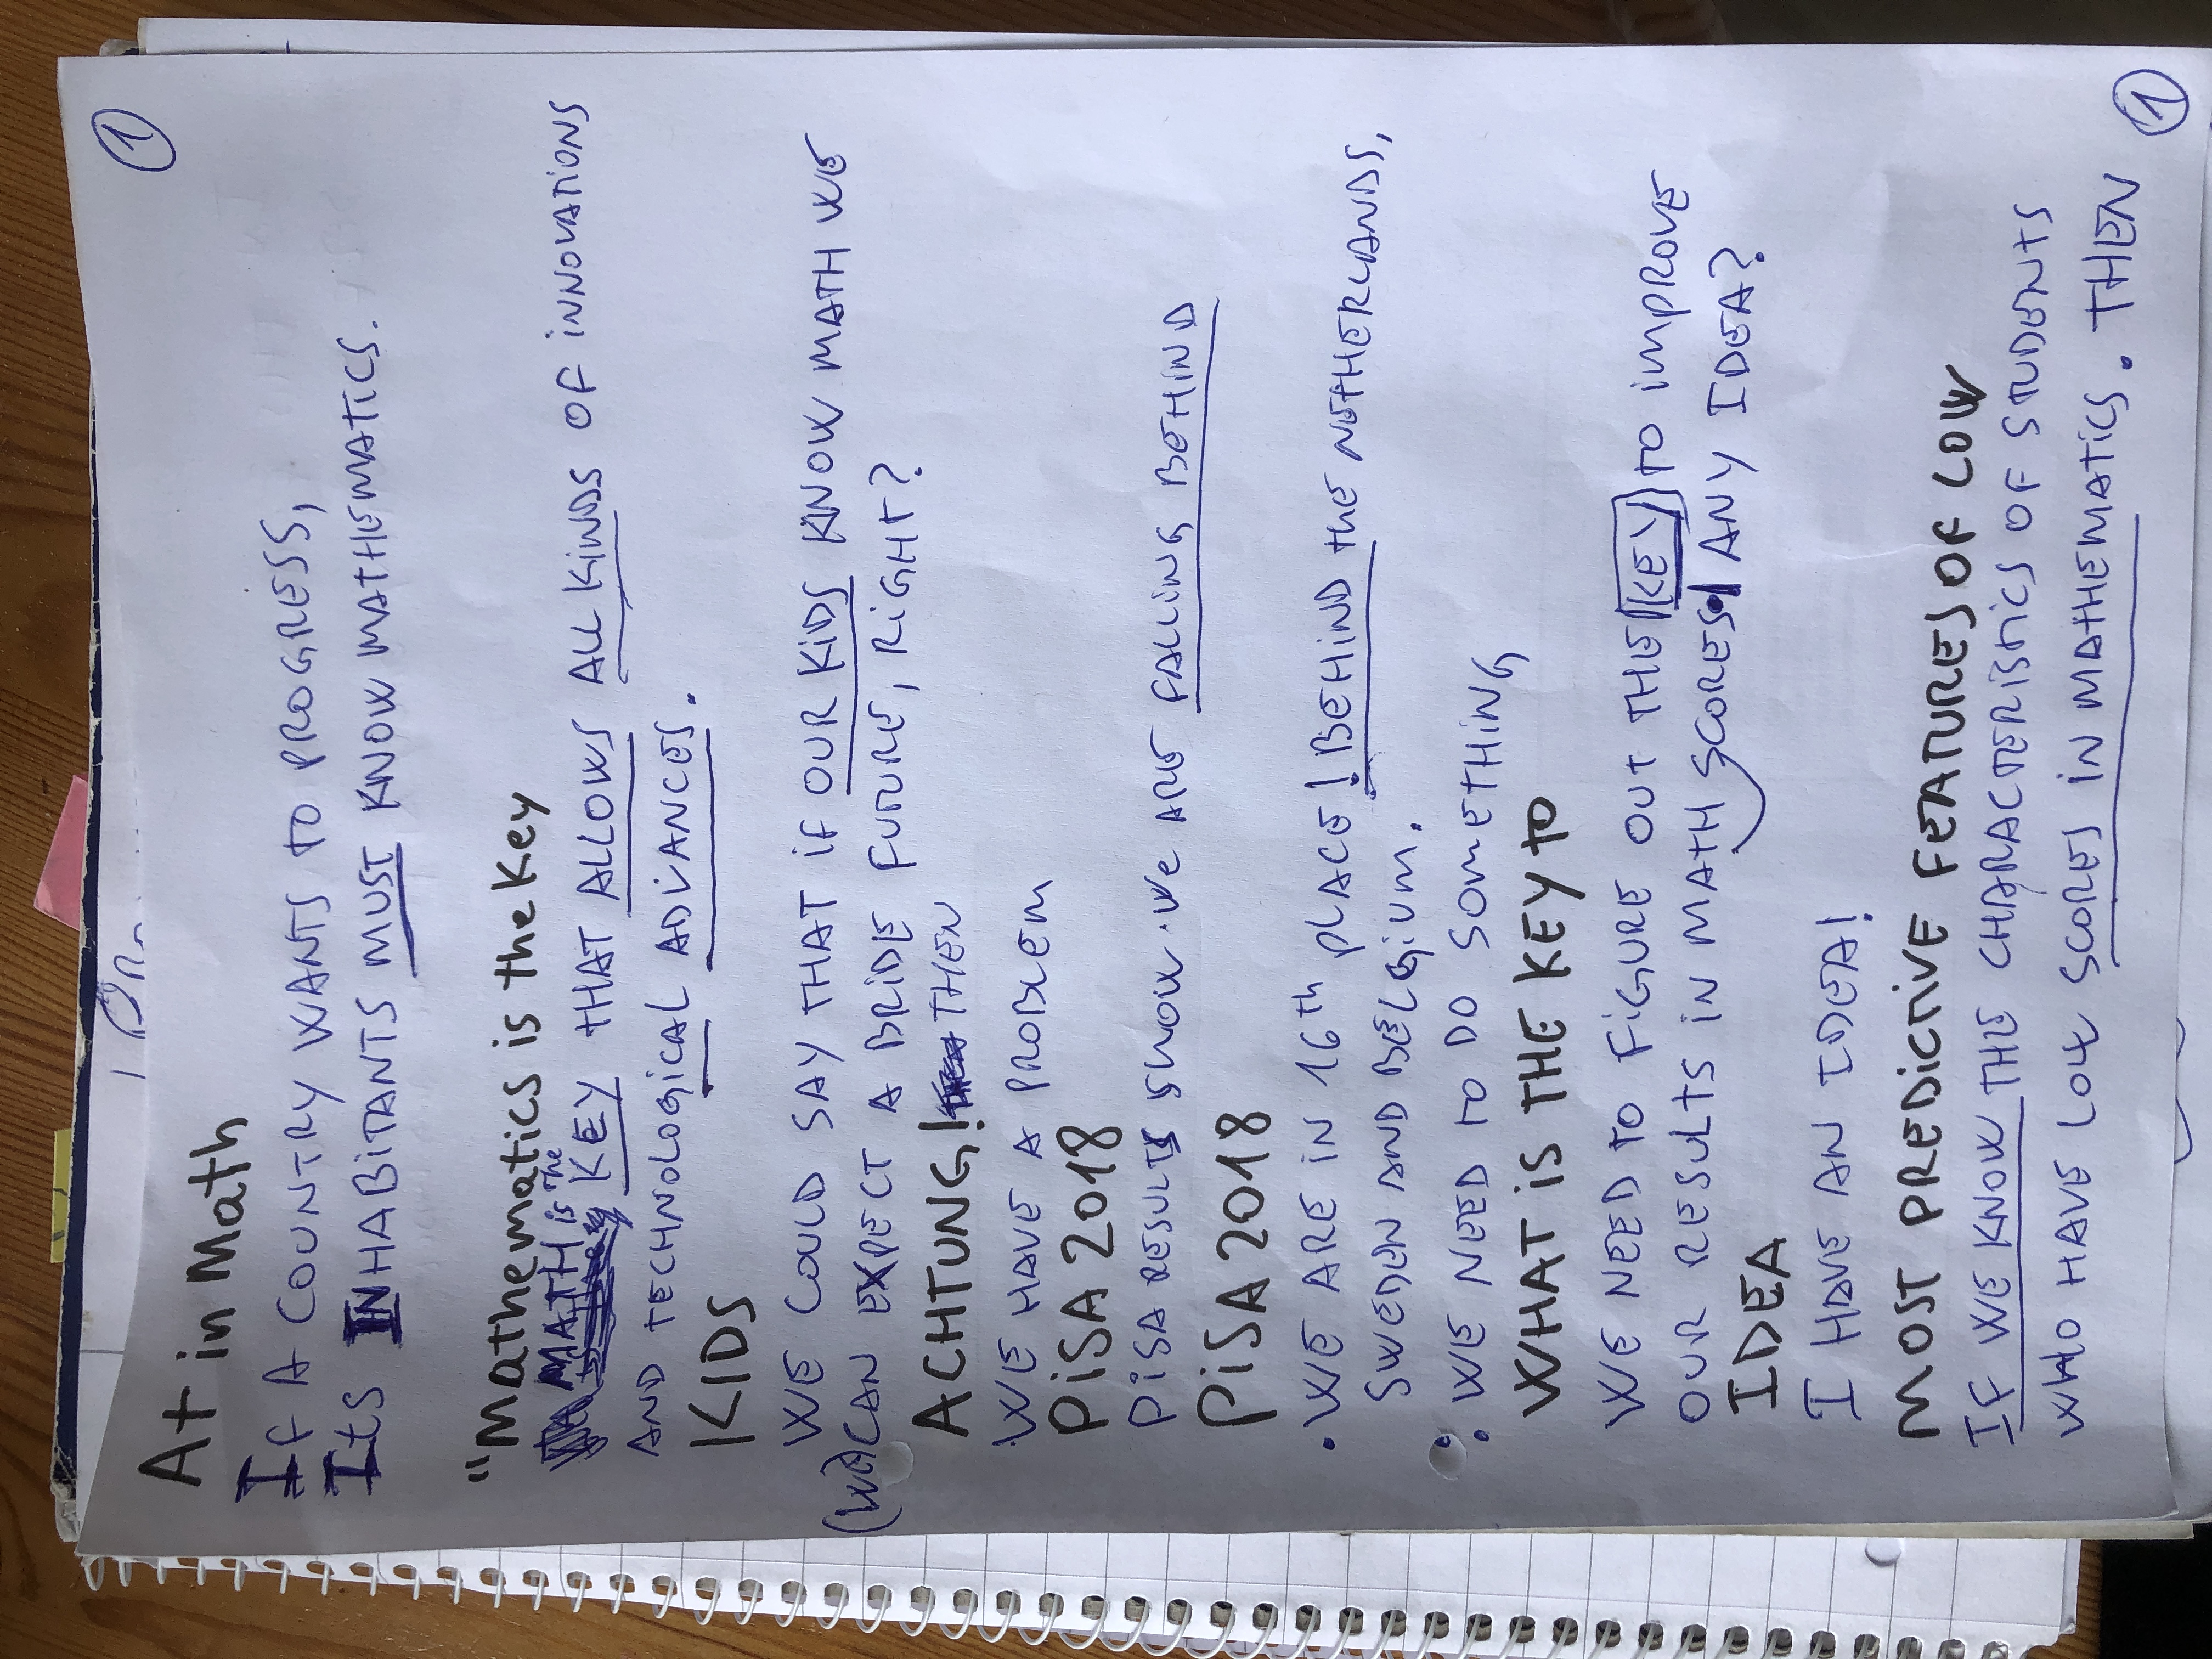 1
A+ in Math
If A COUNTRY WANTS TO PROGRESS,
Its INHABITANTS MUST KNOW MATHEMATICS.
"Mathematics is the Key
MATH is The
KEY THAT ALLOWS ALL KINDS OF INNOVATIONS
AND TECHNOLOGICAL ADVANCES.
KIDS
WE COULD SAY THAT if OUR KiDS KNOW MATH WE
(We) CAN EXPECT A BRiDE FUTURE, RiGHT?
ACHTUNG! THEN
WE HAVE A PROBLEM
PiSA 2018
PiSA RESULTS SHOW We ARE FALLING BEHIND
PiSA 2018
• WE ARE IN 16th PLACE! BEHiND the NETHERLANDS,
SWEDEN AND BELGIUM.
• WE NEED TO DO SOMETHING
WHAT iS THE KEY TO
WE NEED TO FiGURE OUT THE KEY TO iMPROVE
OUR RESULTS iN MATH SCORES. ANY IDEA?
IDEA
I HAVE AN IDEA!
MOST PREDiCTiVE FEATURES OF LOW
IF WE KNOW THE CHARACTERISTICS OF STUDENTS
WHO HAVE LOW SCORES IN MATHEMATICS. THEN
1